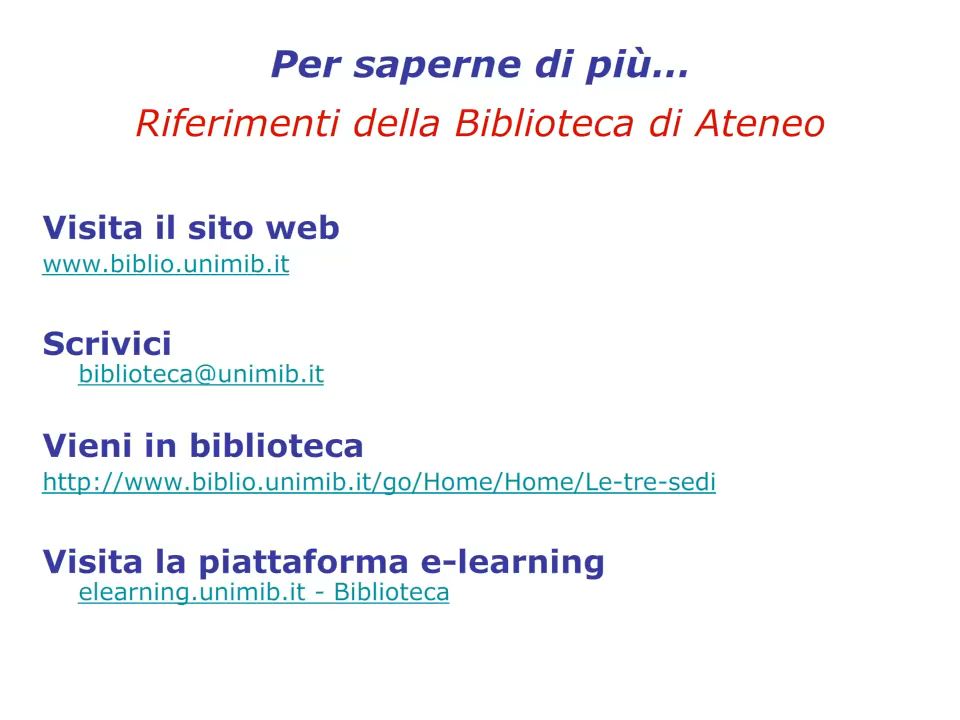 Per saperne di più…
Riferimenti della Biblioteca di Ateneo
Visita il sito web
www.biblio.unimib.it
Scrivici
biblioteca@unimib.it
Vieni in biblioteca
http://www.biblio.unimib.it/go/Home/Home/Le-tre-sedi
Visita la piattaforma e-learning
elearning.unimib.it - Biblioteca